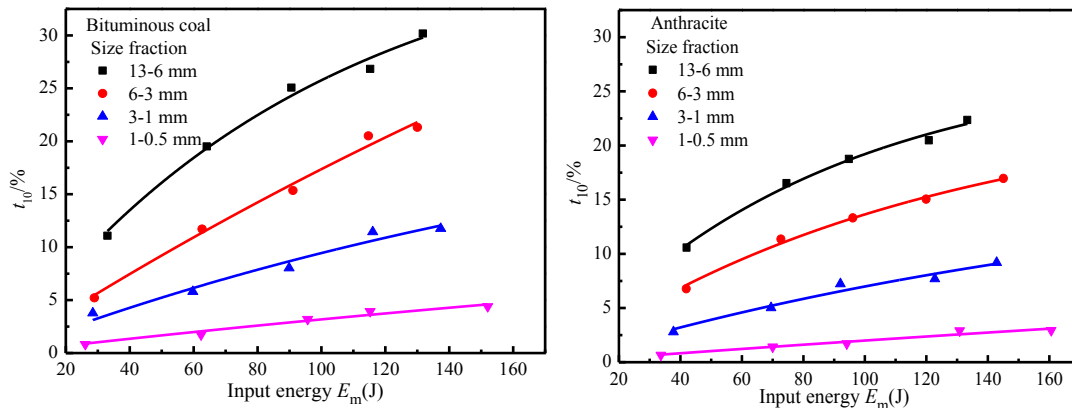 Bituminous coal
Size fraction
13-6 mm
6-3 mm
3-1 mm
1-0.5 mm
30
25
20
15
10
5
0
t10/%
20 40 60 80 100 120 140 160
Input energy Em(J)
Anthracite
Size fraction
13-6 mm
6-3 mm
3-1 mm
1-0.5 mm
30
25
20
15
10
5
0
t10/%
20 40 60 80 100 120 140 160
Input energy Em(J)